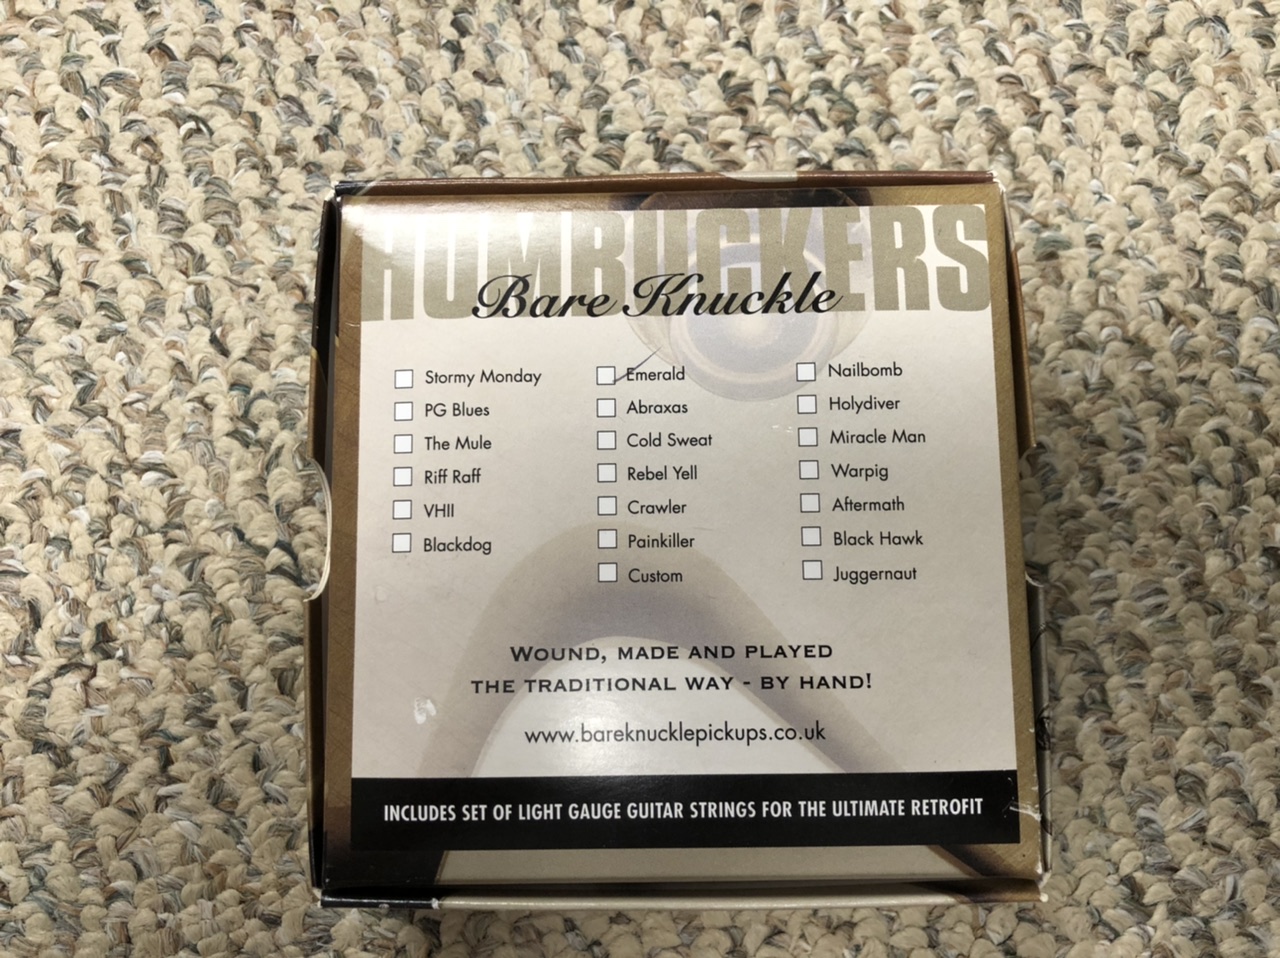 HUMBUCKERS
Bare Knuckle
Stormy Monday
PG Blues
The Mule
Riff Raff
VHII
Blackdog
Emerald
Abraxas
Cold Sweat
Rebel Yell
Crawler
Painkiller
Custom
Nailbomb
Holydiver
Miracle Man
Warpig
Aftermath
Black Hawk
Juggernaut
WOUND, MADE AND PLAYED
THE TRADITIONAL WAY - BY HAND!
www.bareknucklepickups.co.uk
INCLUDES SET OF LIGHT GAUGE GUITAR STRINGS FOR THE ULTIMATE RETROFIT